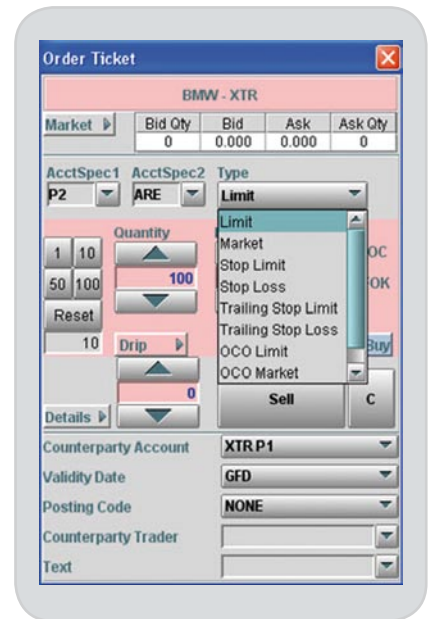 Order Ticket
BMW - XTR
Market Bid Qty Bid Ask Ask Qty
0 0.000 0.000 0
AcctSpec1 AcctSpec2 Type
P2 ARE Limit
Quantity
Limit
Market
Stop Limit
Stop Loss
Trailing Stop Limit
Trailing Stop Loss
OCO Limit
OCO Market
1 10
50 100
100
Reset
10 Drip
Buy
0
Sell C
Details
Counterparty Account XTR P1
Validity Date GFD
Posting Code NONE
Counterparty Trader
Text